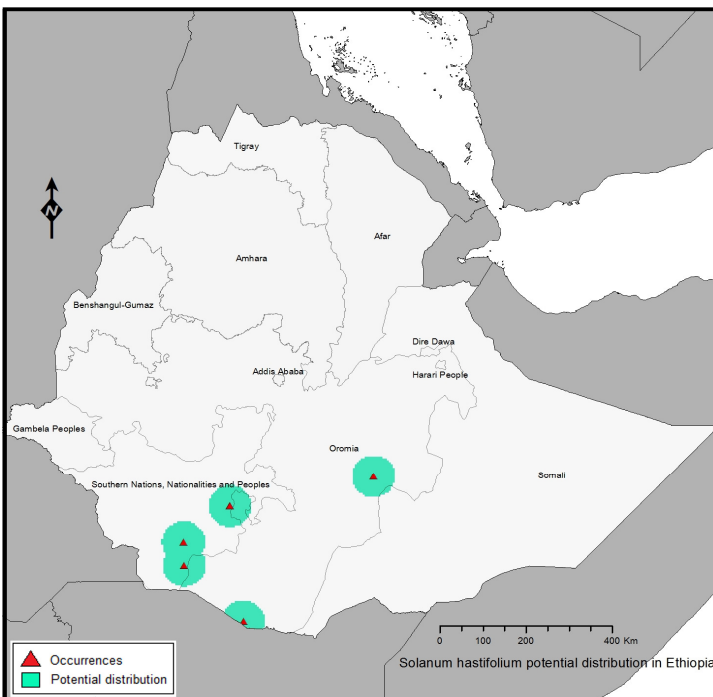 Tigray
N
Afar
Amhara
Benshangul-Gumaz
Dire Dawa
Addis Ababa
Harari People
Gambela Peoples
Oromia
Somali
Southern Nations, Nationalities and Peoples
0 100 200 400 Km
Occurrences
Solanum hastifolium potential distribution in Ethiopia
Potential distribution